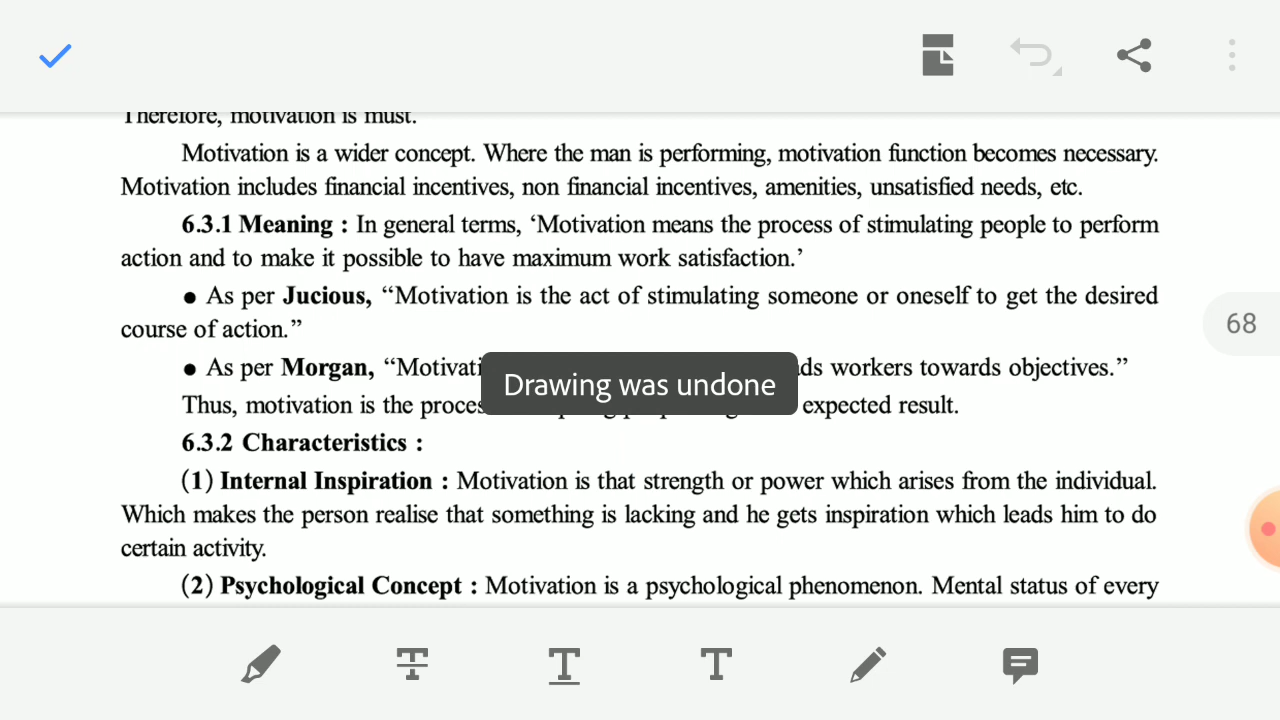 Therefore, motivation is must.
Motivation is a wider concept. Where the man is performing, motivation function becomes necessary.
Motivation includes financial incentives, non financial incentives, amenities, unsatisfied needs, etc.
6.3.1 Meaning : In general terms, ‘Motivation means the process of stimulating people to perform
action and to make it possible to have maximum work satisfaction.’
● As per Jucious, “Motivation is the act of stimulating someone or oneself to get the desired
course of action.”
68
● As per Morgan, “Motivati ds workers towards objectives.”
Drawing was undone
Thus, motivation is the proces expected result.
6.3.2 Characteristics :
(1) Internal Inspiration : Motivation is that strength or power which arises from the individual.
Which makes the person realise that something is lacking and he gets inspiration which leads him to do
certain activity.
(2) Psychological Concept : Motivation is a psychological phenomenon. Mental status of every